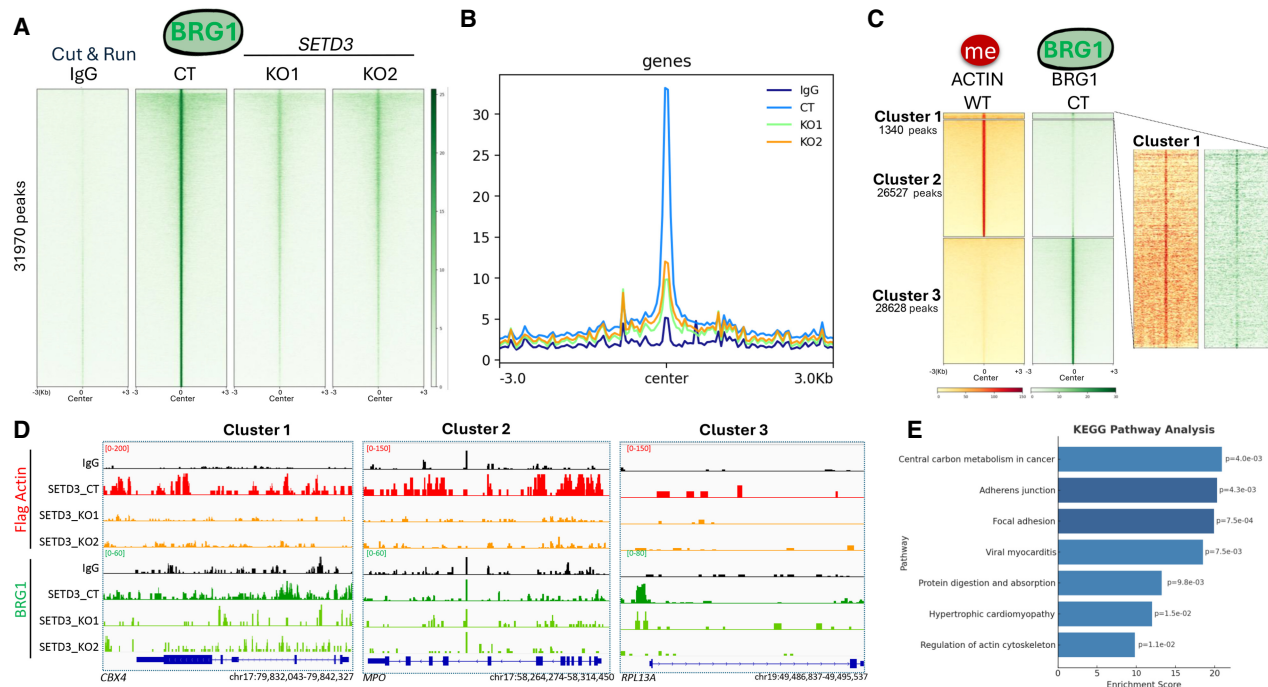 A
BRG1
SETD3
Cut & Run
IgG
CT
KO1
KO2
31970 peaks
25
20
15
10
5
0
-3(Kb) 0 +3
Center
-3 0 +3
Center
-3 0 +3
Center
-3 0 +3
Center
B
genes
IgG
CT
KO1
KO2
30
25
20
15
10
5
0
-3.0
center
3.0Kb
C
me
BRG1
ACTIN
WT
BRG1
CT
Cluster 1
1340 peaks
Cluster 2
26527 peaks
Cluster 3
28628 peaks
Cluster 1
-3(Kb) 0 +3
Center
-3 0 +3
Center
0 50 100 150
0 10 20 30
D
Cluster 1
Cluster 2
Cluster 3
Flag Actin
BRG1
IgG
SETD3_CT
SETD3_KO1
SETD3_KO2
IgG
SETD3_CT
SETD3_KO1
SETD3_KO2
[0-200]
[0-60]
[0-150]
[0-60]
[0-150]
[0-80]
CBX4
chr17:79,832,043-79,842,327
MPO
chr17:58,264,274-58,314,450
RPL13A
chr19:49,486,837-49,495,537
E
KEGG Pathway Analysis
Pathway
Central carbon metabolism in cancer
p=4.0e-03
Adherens junction
p=4.3e-03
Focal adhesion
p=7.5e-04
Viral myocarditis
p=7.5e-03
Protein digestion and absorption
p=9.8e-03
Hypertrophic cardiomyopathy
p=1.5e-02
Regulation of actin cytoskeleton
p=1.1e-02
0 5 10 15 20
Enrichment Score